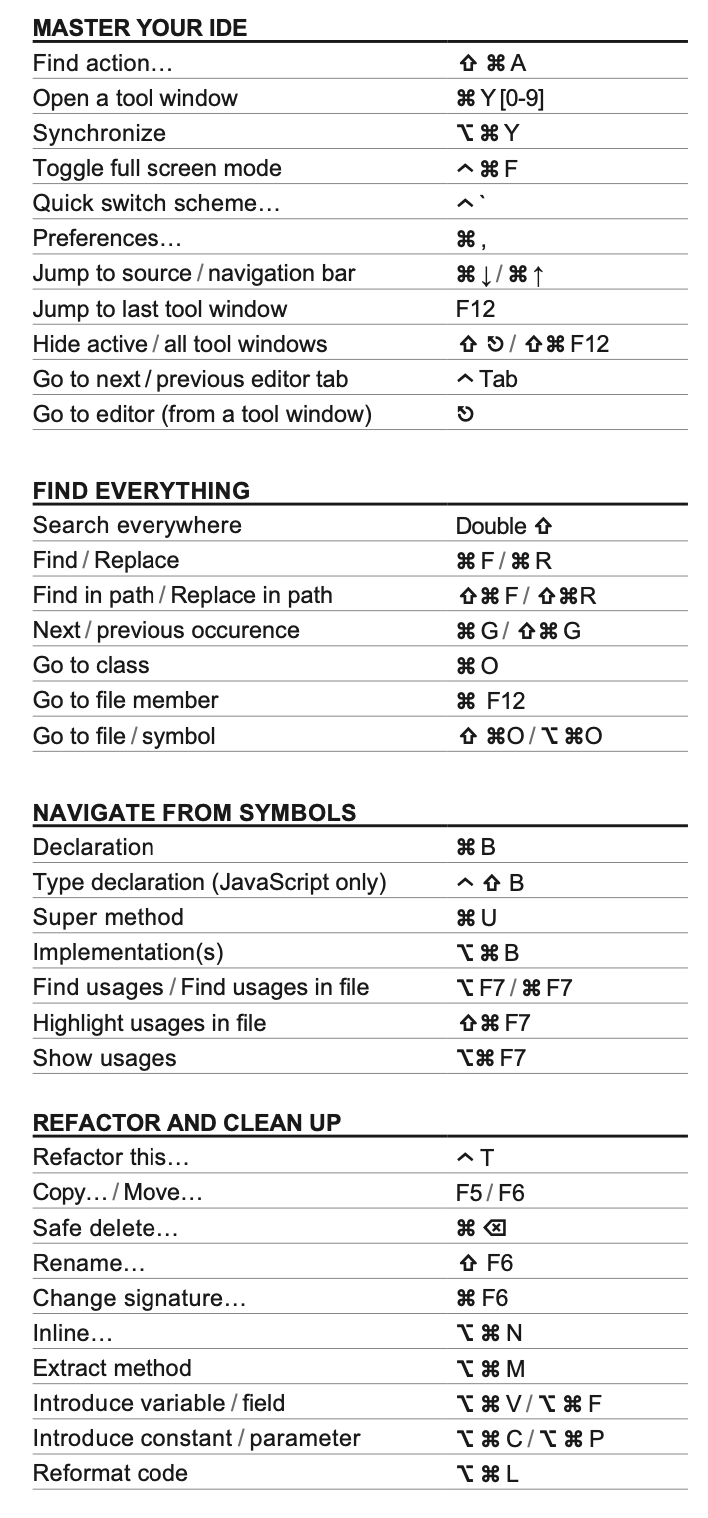 MASTER YOUR IDE
Find action… ⇧ ⌘ A
Open a tool window ⌘ Y [0-9]
Synchronize ⌥ ⌘ Y
Toggle full screen mode ⌃ ⌘ F
Quick switch scheme… ⌃ `
Preferences… ⌘ ,
Jump to source / navigation bar ⌘ ↓ / ⌘ ↑
Jump to last tool window F12
Hide active / all tool windows ⇧ ⎋ / ⇧ ⌘ F12
Go to next / previous editor tab ⌃ Tab
Go to editor (from a tool window) ⎋
FIND EVERYTHING
Search everywhere Double ⇧
Find / Replace ⌘ F / ⌘ R
Find in path / Replace in path ⇧ ⌘ F / ⇧ ⌘ R
Next / previous occurence ⌘ G / ⇧ ⌘ G
Go to class ⌘ O
Go to file member ⌘ F12
Go to file / symbol ⇧ ⌘ O / ⌥ ⌘ O
NAVIGATE FROM SYMBOLS
Declaration ⌘ B
Type declaration (JavaScript only) ⌃ ⇧ B
Super method ⌘ U
Implementation(s) ⌥ ⌘ B
Find usages / Find usages in file ⌥ F7 / ⌘ F7
Highlight usages in file ⇧ ⌘ F7
Show usages ⌥ ⌘ F7
REFACTOR AND CLEAN UP
Refactor this… ⌃ T
Copy… / Move… F5 / F6
Safe delete… ⌘ ⌫
Rename… ⇧ F6
Change signature… ⌘ F6
Inline… ⌥ ⌘ N
Extract method ⌥ ⌘ M
Introduce variable / field ⌥ ⌘ V / ⌥ ⌘ F
Introduce constant / parameter ⌥ ⌘ C / ⌥ ⌘ P
Reformat code ⌥ ⌘ L